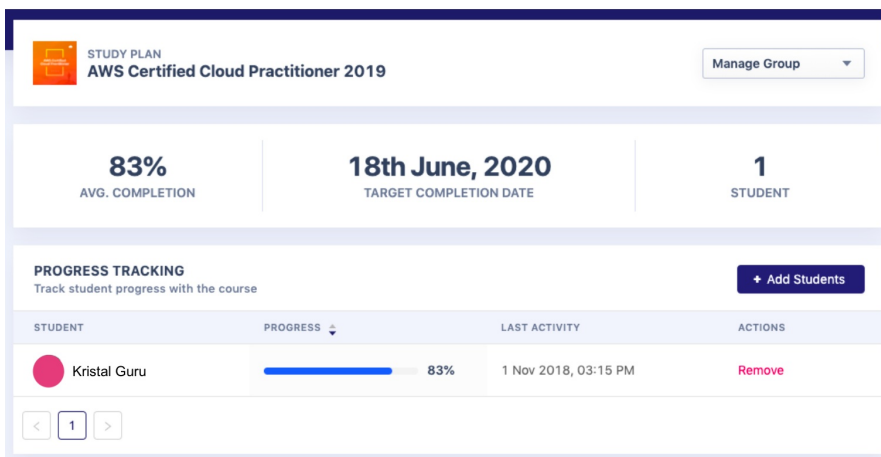 STUDY PLAN
AWS Certified Cloud Practitioner 2019
Manage Group
83%
AVG. COMPLETION
18th June, 2020
TARGET COMPLETION DATE
1
STUDENT
PROGRESS TRACKING
Track student progress with the course
+ Add Students
STUDENT PROGRESS LAST ACTIVITY ACTIONS
Kristal Guru 83% 1 Nov 2018, 03:15 PM Remove
< 1 >